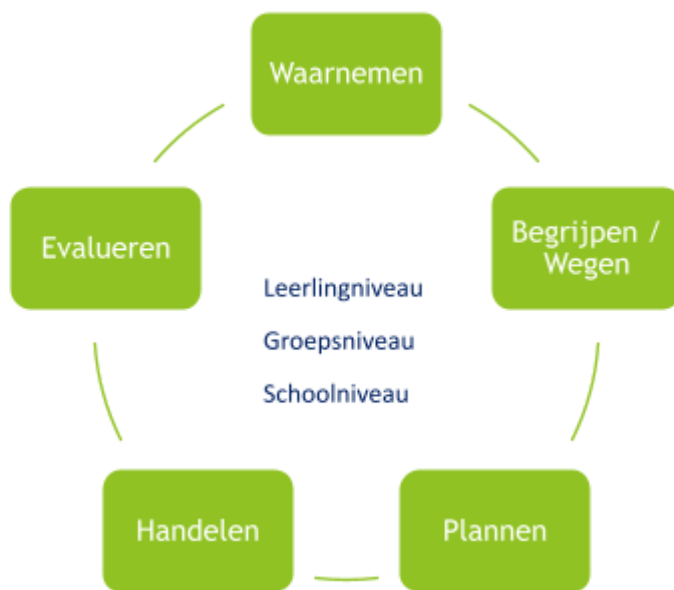 Waarnemen
Begrijpen /
Wegen
Plannen
Handelen
Evalueren
Leerlingniveau
Groepsniveau
Schoolniveau